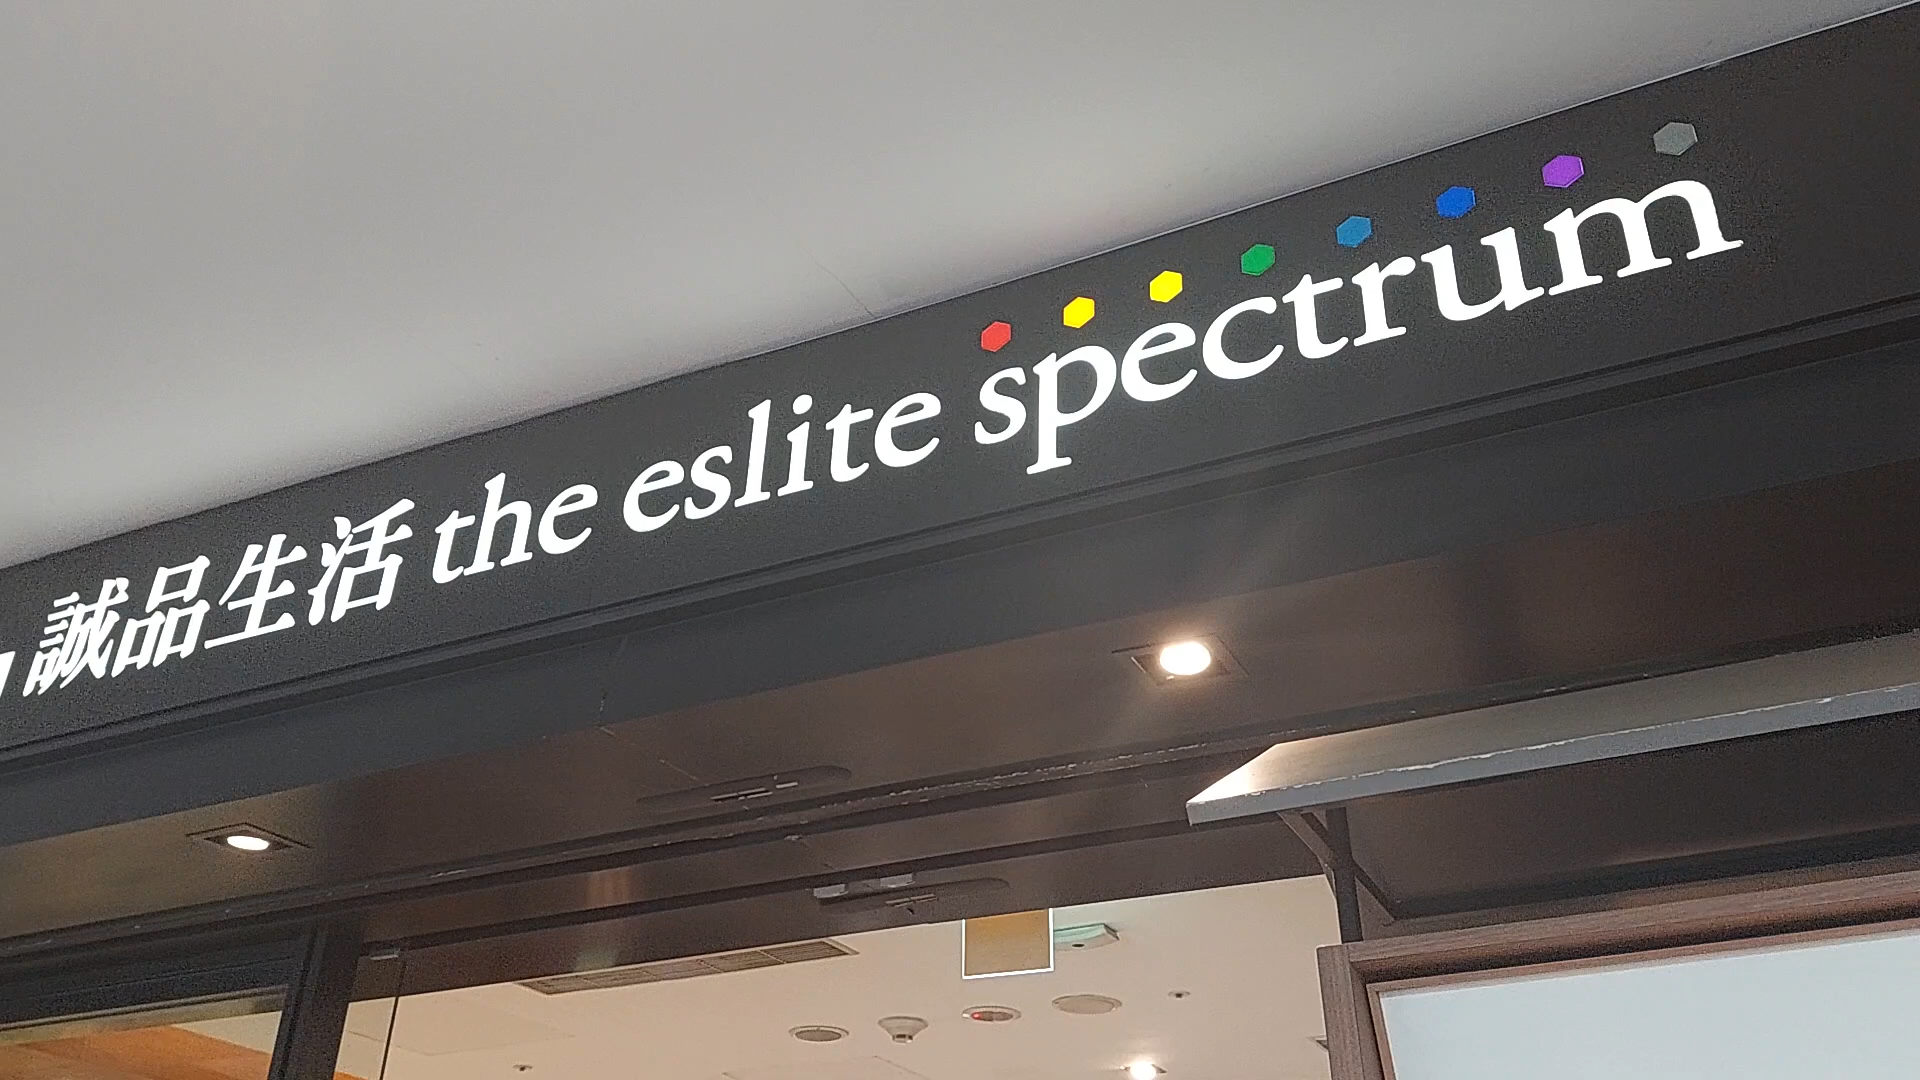 誠品生活 the eslite spectrum